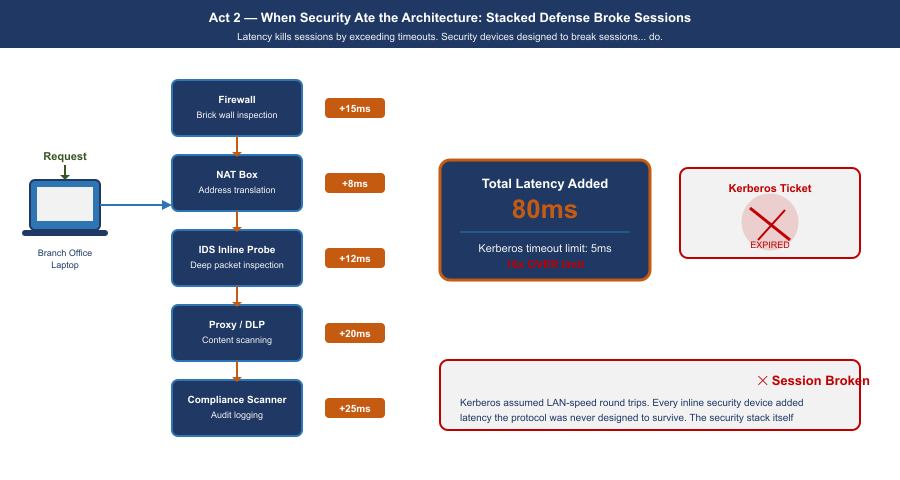 Act 2 — When Security Ate the Architecture: Stacked Defense Broke Sessions
Latency kills sessions by exceeding timeouts. Security devices designed to break sessions... do.
Request
Branch Office
Laptop
Firewall
Brick wall inspection
+15ms
NAT Box
Address translation
+8ms
IDS Inline Probe
Deep packet inspection
+12ms
Proxy / DLP
Content scanning
+20ms
Compliance Scanner
Audit logging
+25ms
Total Latency Added
80ms
Kerberos timeout limit: 5ms
16x OVER limit
Kerberos Ticket
EXPIRED
Session Broken
Kerberos assumed LAN-speed round trips. Every inline security device added
latency the protocol was never designed to survive. The security stack itself